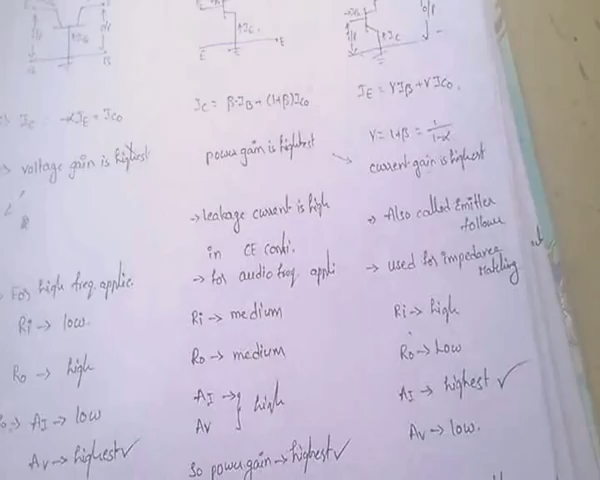 Ic = -αIE + Ico
→ voltage gain is highest
For high freq. applic.
Ri → low.
Ro → high
AI → low
Av → highest ✓
E E
Ic = β·IB + (1+β)Ico
power gain is highest
→ leakage current is high
in CE conti.
→ for audio freq appli
Ri → medium
Ro → medium
AI →
Av } high
So power gain → highest ✓
O/P
IE = γIB + γIco.
γ = 1+β = 1/1-α
current gain is highest
→ Also called Emitter
follower
→ used for impedance
Matching
Ri → high
Ro → Low
AI → highest ✓
Av → low.